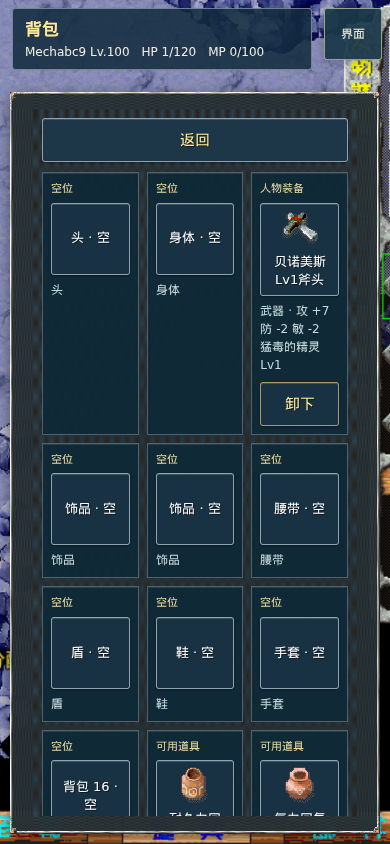 背包
Mechabc9 Lv.100 HP 1/120 MP 0/100
界面
返回
空位
头 · 空
头
空位
身体 · 空
身体
人物装备
贝诺美斯
Lv1斧头
武器 · 攻 +7
防 -2 敏 -2
猛毒的精灵
Lv1
卸下
空位
饰品 · 空
饰品
空位
饰品 · 空
饰品
空位
腰带 · 空
腰带
空位
盾 · 空
盾
空位
鞋 · 空
鞋
空位
手套 · 空
手套
空位
背包 16 ·
空
可用道具
可用道具